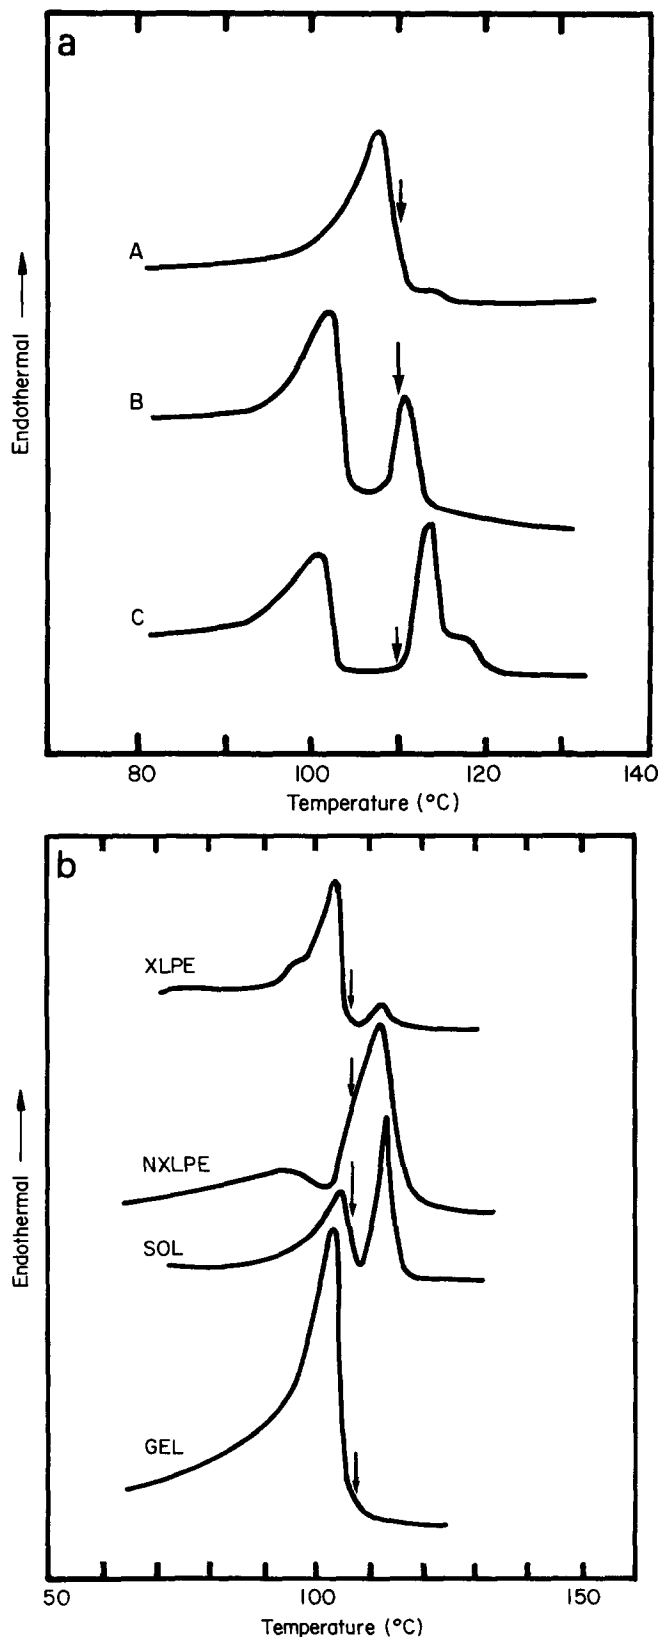 a
A
B
C
Endothermal
80 100 120 140
Temperature (°C)
b
XLPE
NXLPE
SOL
GEL
Endothermal
50 100 150
Temperature (°C)